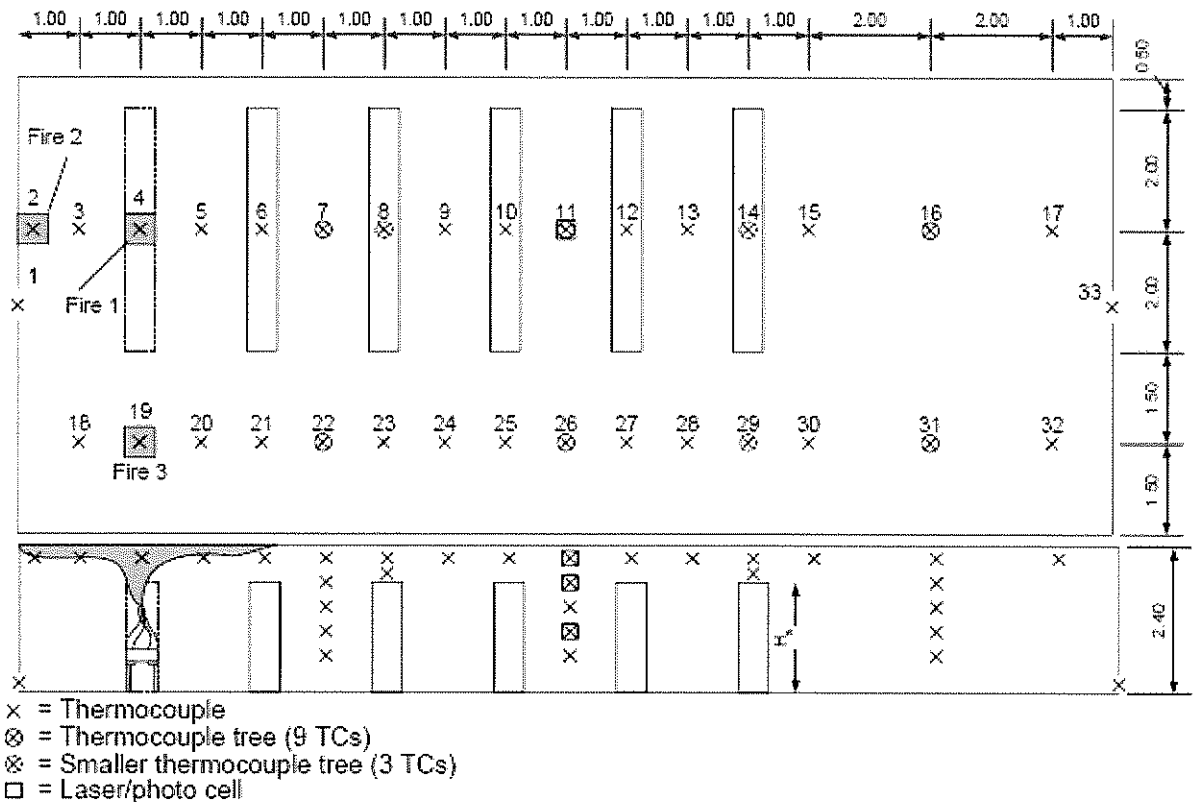 1.00 1.00 1.00 1.00 1.00 1.00 1.00 1.00 1.00 1.00 1.00 1.00 1.00 2.00 2.00 1.00
0.50
Fire 2
2.00
2 3 4 5 6 7 8 9 10 11 12 13 14 15 16 17
1
Fire 1
33
2.00
18 19 20 21 22 23 24 25 26 27 28 29 30 31 32
1.50
Fire 3
1.50
2.40
× = Thermocouple
⊗ = Thermocouple tree (9 TCs)
⊗ = Smaller thermocouple tree (3 TCs)
□ = Laser/photo cell